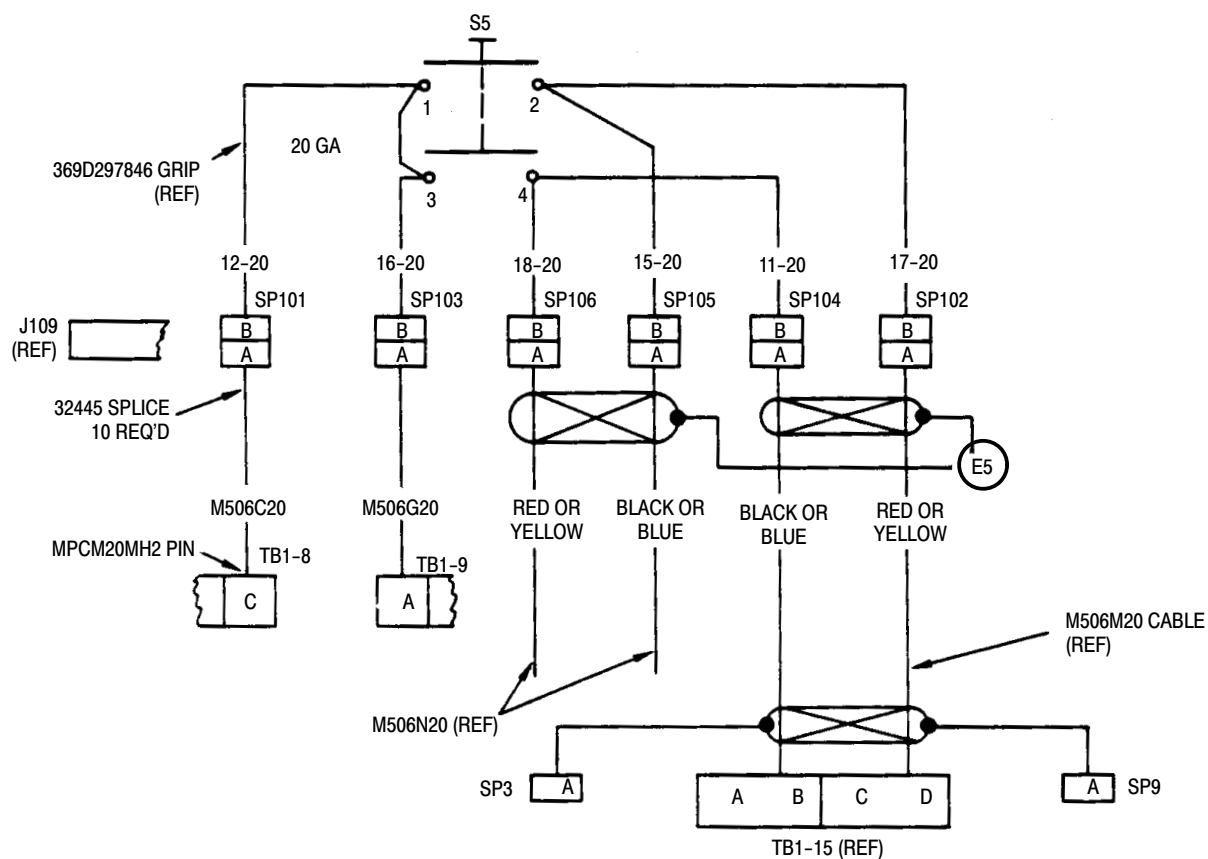 S5
1
2
20 GA
369D297846 GRIP
(REF)
3
4
12-20
16-20
18-20
15-20
11-20
17-20
SP101
SP103
SP106
SP105
SP104
SP102
J109
(REF)
B
A
B
A
B
A
B
A
B
A
B
A
32445 SPLICE
10 REQ'D
E5
M506C20
M506G20
RED OR
YELLOW
BLACK OR
BLUE
BLACK OR
BLUE
RED OR
YELLOW
MPCM20MH2 PIN
TB1-8
TB1-9
C
A
M506M20 CABLE
(REF)
M506N20 (REF)
SP3
A
A
B
C
D
A
SP9
TB1-15 (REF)